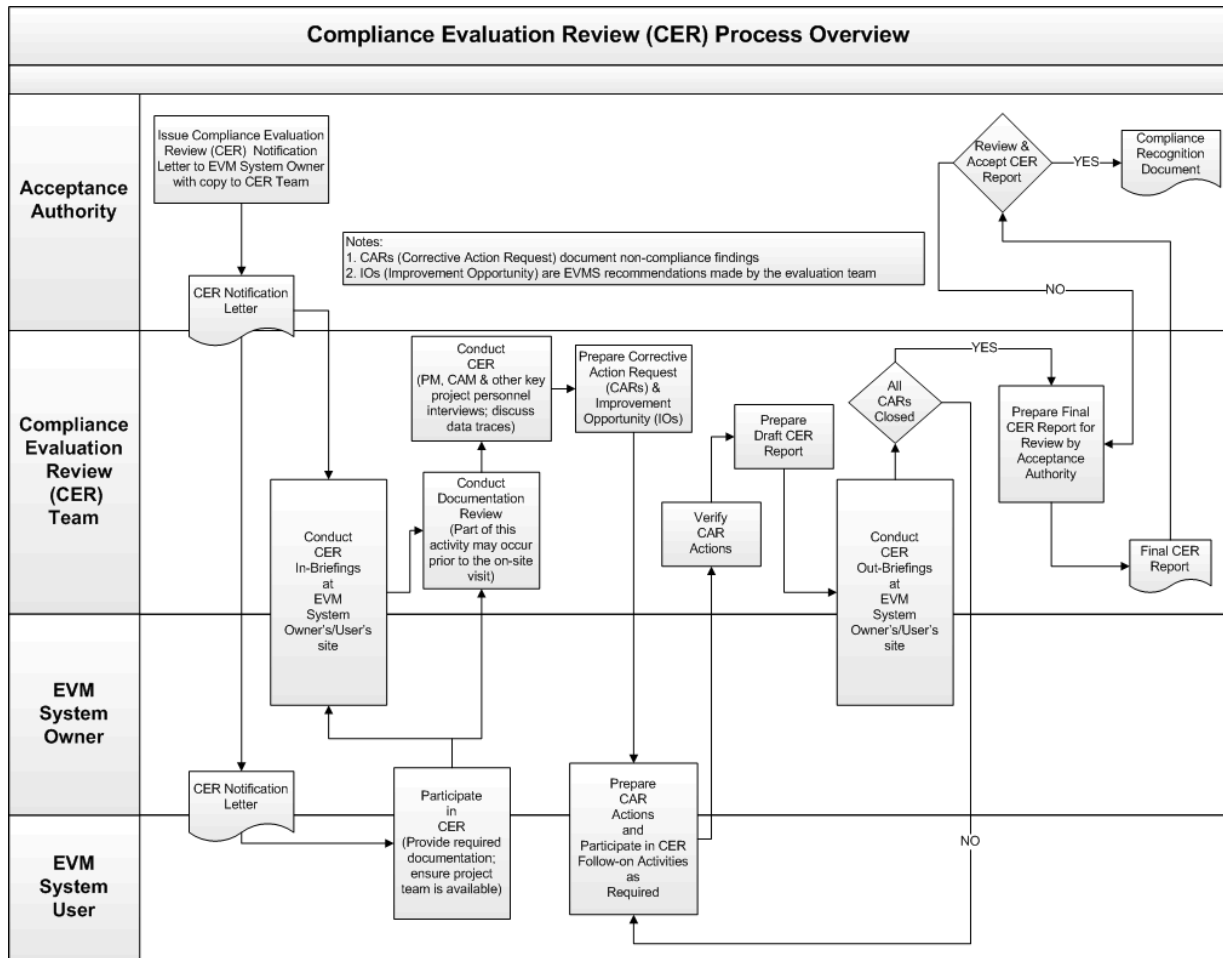 Compliance Evaluation Review (CER) Process Overview
Acceptance
Authority
Issue Compliance Evaluation
Review (CER) Notification
Letter to EVM System Owner
with copy to CER Team
CER Notification
Letter
Notes:
1. CARs (Corrective Action Request) document non-compliance findings
2. IOs (Improvement Opportunity) are EVMS recommendations made by the evaluation team
Review &
Accept CER
Report
YES
Compliance
Recognition
Document
NO
Compliance
Evaluation
Review
(CER)
Team
Conduct
CER
In-Briefings
at
EVM
System
Owner's/User's
site
Conduct
CER
(PM, CAM & other key
project personnel
interviews; discuss
data traces)
Conduct
Documentation
Review
(Part of this
activity may occur
prior to the on-site
visit)
Prepare Corrective
Action Request
(CARs) &
Improvement
Opportunity (IOs)
Verify
CAR
Actions
Prepare
Draft CER
Report
Conduct
CER
Out-Briefings
at
EVM
System
Owner's/User's
site
All
CARs
Closed
YES
Prepare Final
CER Report for
Review by
Acceptance
Authority
Final CER
Report
EVM
System
Owner
CER Notification
Letter
Participate
in
CER
(Provide required
documentation;
ensure project
team is available)
Prepare
CAR
Actions
and
Participate in CER
Follow-on Activities
as
Required
NO
EVM
System
User